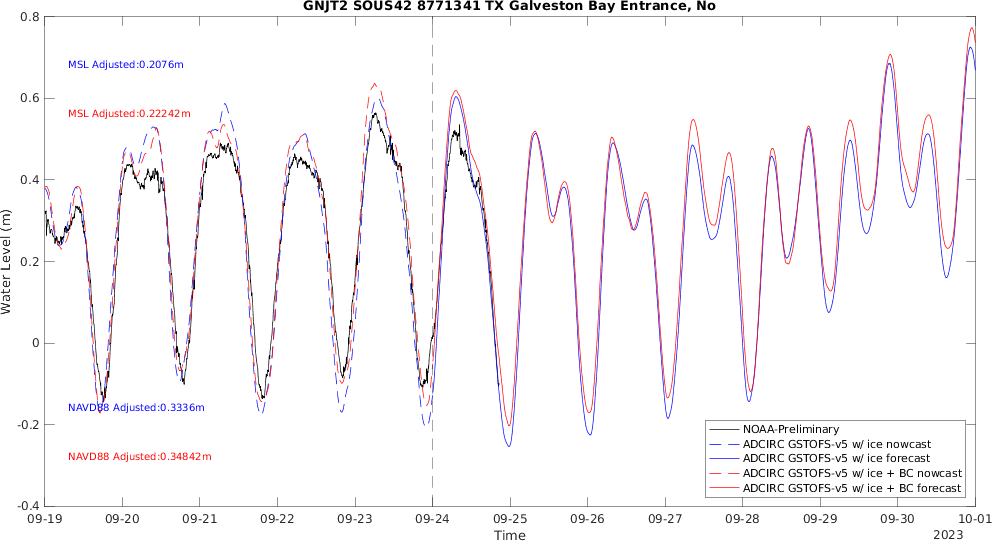 GNJT2 SOUS42 8771341 TX Galveston Bay Entrance, No
0.8
0.6
0.4
0.2
0
-0.2
-0.4
Water Level (m)
MSL Adjusted:0.2076m
MSL Adjusted:0.22242m
NAVD88 Adjusted:0.3336m
NAVD88 Adjusted:0.34842m
NOAA-Preliminary
ADCIRC GSTOFS-v5 w/ ice nowcast
ADCIRC GSTOFS-v5 w/ ice forecast
ADCIRC GSTOFS-v5 w/ ice + BC nowcast
ADCIRC GSTOFS-v5 w/ ice + BC forecast
09-19 09-20 09-21 09-22 09-23 09-24 09-25 09-26 09-27 09-28 09-29 09-30 10-01
Time
2023